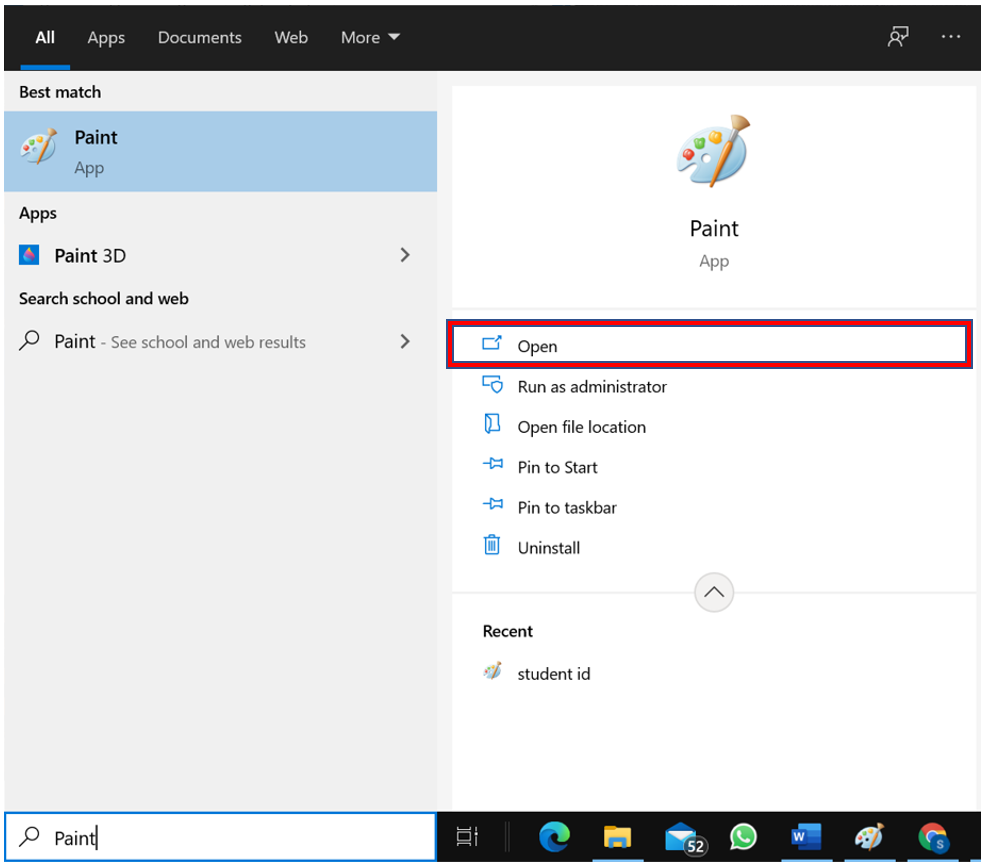 All Apps Documents Web More
Best match
Paint
App
Apps
Paint 3D
Search school and web
Paint - See school and web results
Paint
App
Open
Run as administrator
Open file location
Pin to Start
Pin to taskbar
Uninstall
Recent
student id
Paint
52
W
S